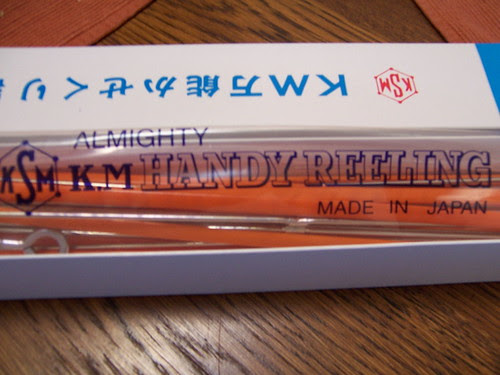 KSM
KM万能かせくり
ALMIGHTY
KSM K.M HANDY REELING
MADE IN JAPAN